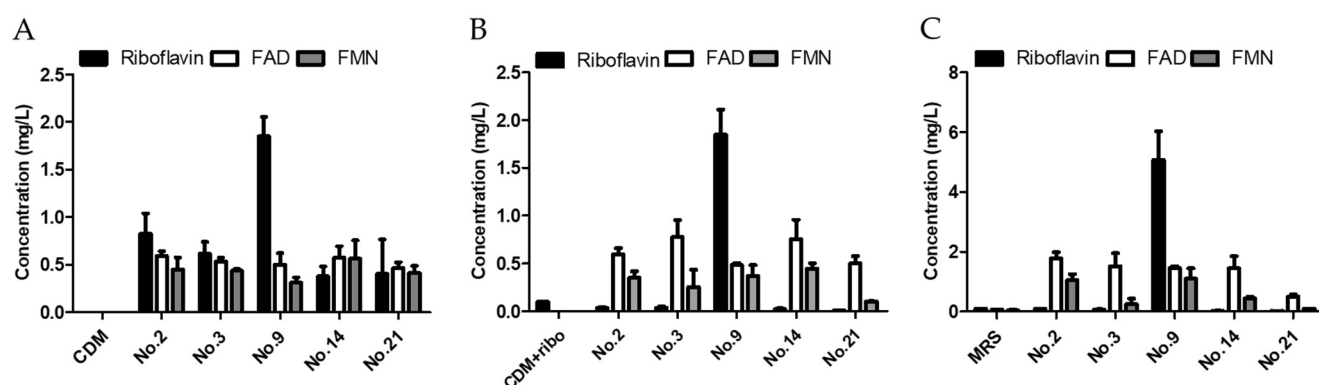 A
Riboflavin FAD FMN
Concentration (mg/L)
2.5
2.0
1.5
1.0
0.5
0.0
CDM No.2 No.3 No.9 No.14 No.21
B
Riboflavin FAD FMN
Concentration (mg/L)
2.5
2.0
1.5
1.0
0.5
0.0
CDM+ribo No.2 No.3 No.9 No.14 No.21
C
Riboflavin FAD FMN
Concentration (mg/L)
8
6
4
2
0
MRS No.2 No.3 No.9 No.14 No.21